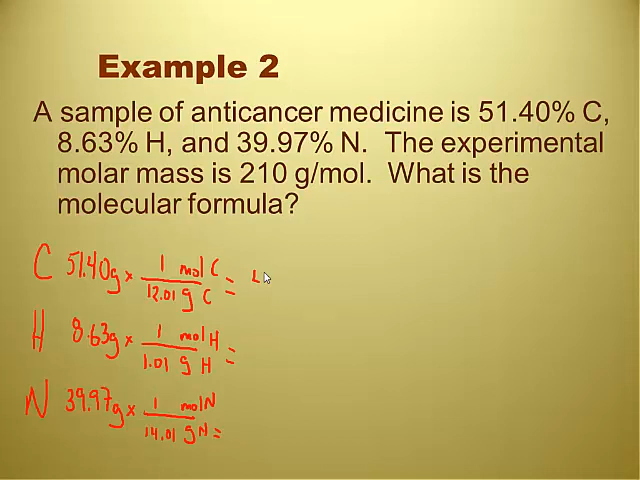 Example 2
A sample of anticancer medicine is 51.40% C,
8.63% H, and 39.97% N. The experimental
molar mass is 210 g/mol. What is the
molecular formula?
C 51.40g × 1 mol C =
12.01 g C
H 8.63g × 1 mol H =
1.01 g H
N 39.97g × 1 mol N
14.01 g N =